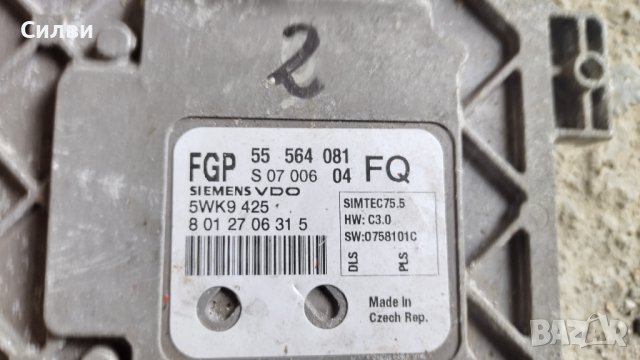 Силви
2
FGP 55 564 081 FQ
S 07 006 04
SIEMENS VDO
5WK9 425
8 01 27 06 31 5
SIMTEC75.5
HW: C3.0
SW:0758101C
DLS PLS
Made In
Czech Rep.
BAZAR